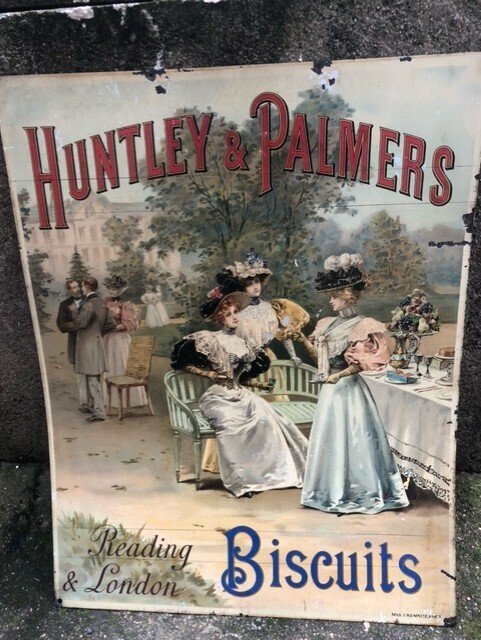 HUNTLEY & PALMERS
Reading
& London
Biscuits